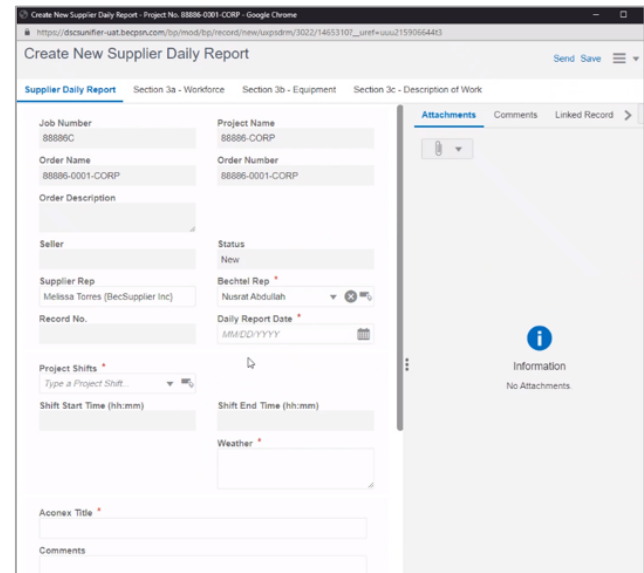 Create New Supplier Daily Report - Project No. 88886-0001-CORP - Google Chrome
https://dscsunifier-uat.becpsn.com/bp/mod/bp/record/new/uxpsdrm/3022/14653107_uref=uuu215906644t3
Create New Supplier Daily Report
Send Save
Supplier Daily Report Section 3a - Workforce Section 3b - Equipment Section 3c - Description of Work
Attachments Comments Linked Record
Job Number Project Name
88886C 88886-CORP
Order Name Order Number
88886-0001-CORP 88886-0001-CORP
Order Description
Seller Status
New
Supplier Rep Bechtel Rep *
Melissa Torres {BecSupplier Inc} Nusrat Abdullah
Record No. Daily Report Date *
MM/DD/YYYY
Information
No Attachments
Project Shifts *
Type a Project Shift...
Shift Start Time (hh:mm) Shift End Time (hh:mm)
Weather *
Aconex Title *
Comments